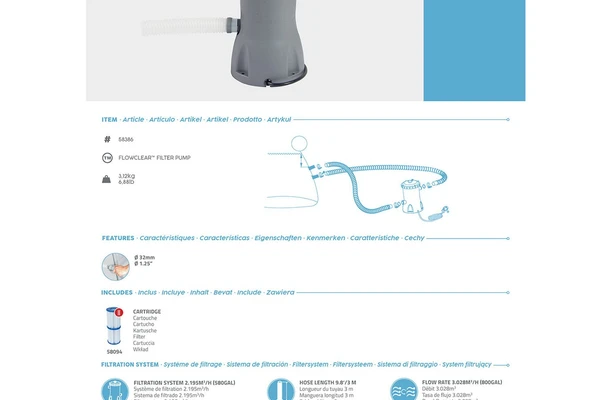 ITEM · Article · Articulo · Artikel · Artikel · Prodotto · Artykuł
# 58386
TM FLOWCLEAR™ FILTER PUMP
3.12Kg
6.88lb
FEATURES · Caractéristiques · Características · Eigenschaften · Kenmerken · Caratteristiche · Cechy
Ø 32mm
Ø 1.25"
INCLUDES · Inclus · Incluye · Inhalt · Bevat · Include · Zawiera
CARTRIDGE
Cartouche
Cartucho
Kartusche
Filter
Cartuccia
Wkład
58094
FILTRATION SYSTEM · Système de filtrage · Sistema de filtración · Filtersystem · Filtersysteem · Sistema di filtraggio · System filtrujący
FILTRATION SYSTEM 2.195M³/H (580GAL)
Système de filtration 2.195m³/h
Sistema de filtrado 2.195m³/h
HOSE LENGTH 9.8'/3 M
Longueur du tuyau 3 m
Manguera longitud 3 m
FLOW RATE 3.028M³/H (800GAL)
Débit 3.028m³
Tasa de flujo 3.028m³